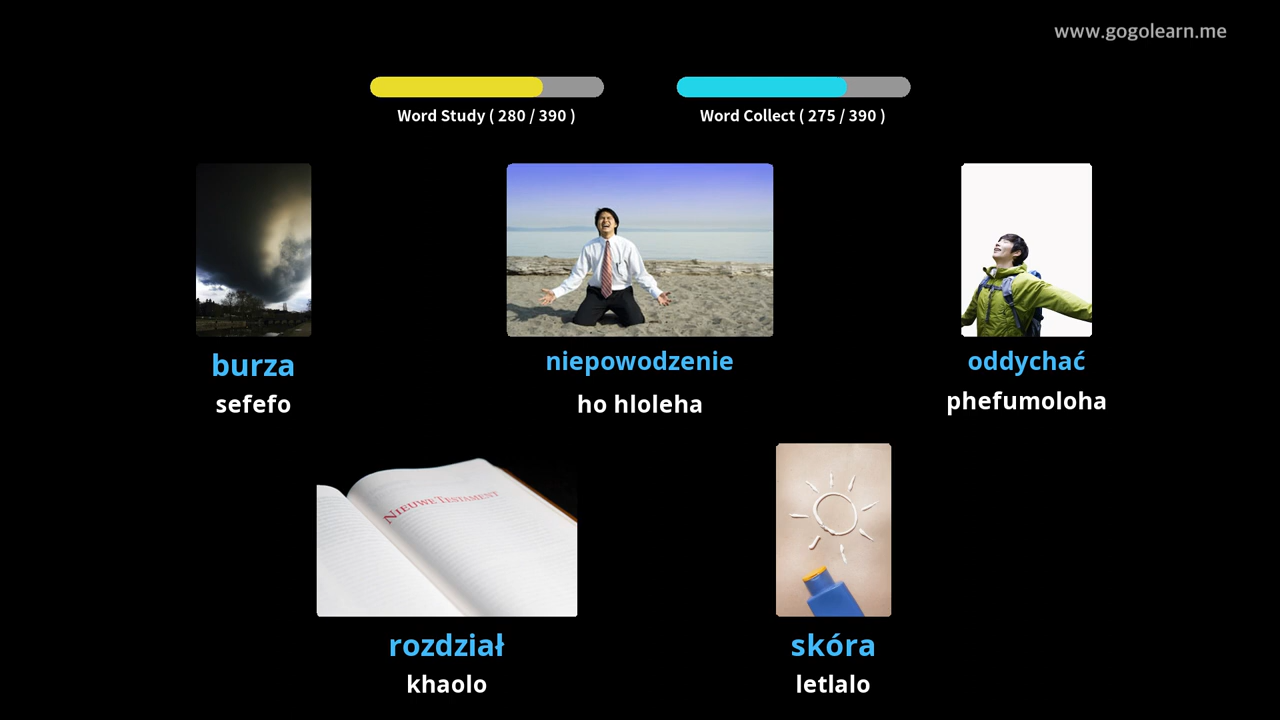 www.gogolearn.me
Word Study ( 280 / 390 )
Word Collect ( 275 / 390 )
burza
niepowodzenie
oddychać
sefefo
ho hloleha
phefumoloha
NIEUWE TESTAMENT
rozdział
skóra
khaolo
letlalo